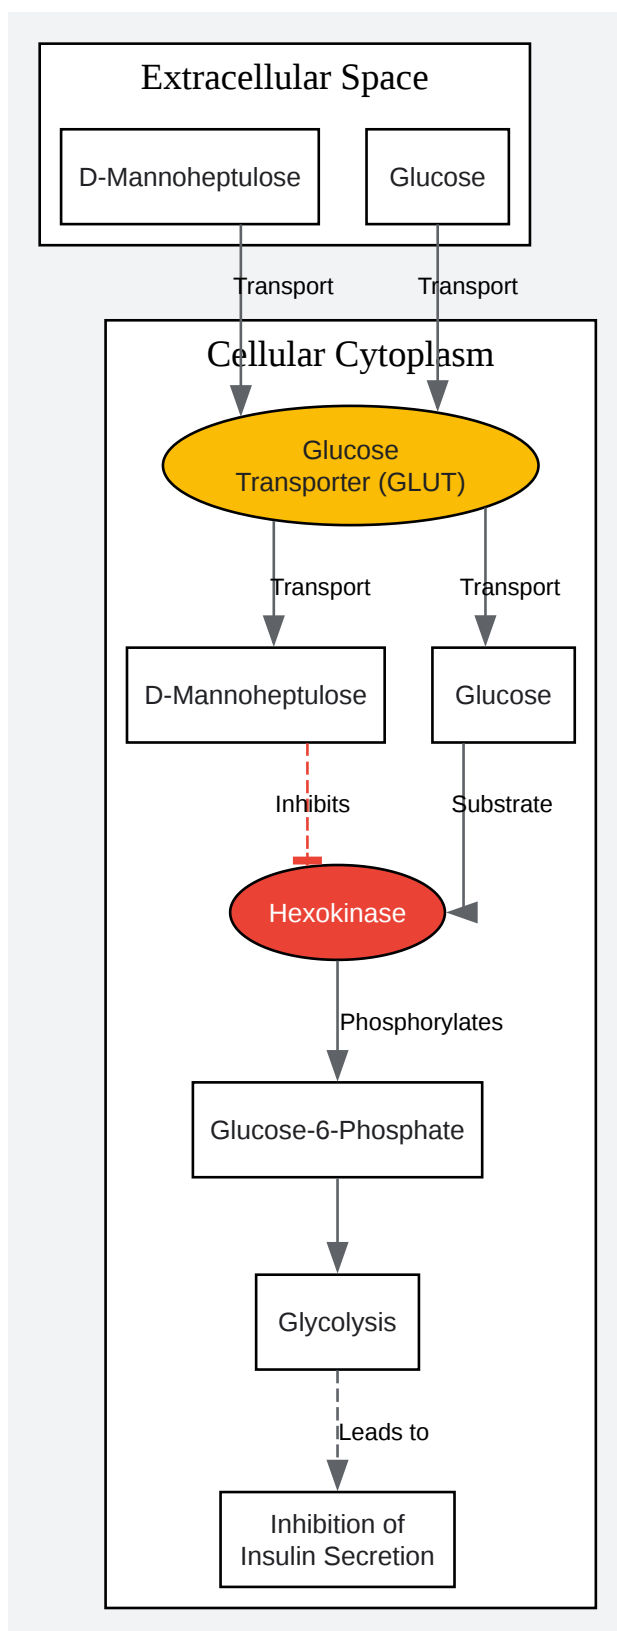 Extracellular Space
D-Mannoheptulose
Glucose
Transport
Transport
Cellular Cytoplasm
Glucose
Transporter (GLUT)
Transport
Transport
D-Mannoheptulose
Glucose
Inhibits
Substrate
Hexokinase
Phosphorylates
Glucose-6-Phosphate
Glycolysis
Leads to
Inhibition of
Insulin Secretion